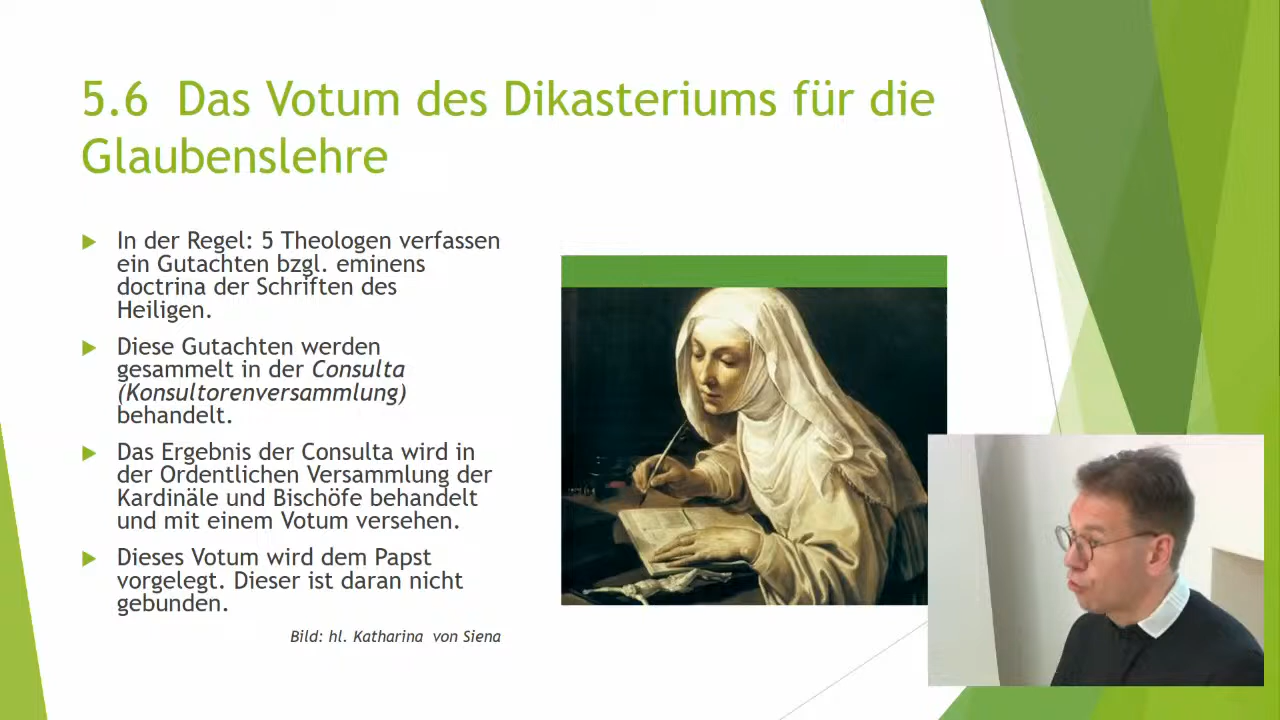 5.6 Das Votum des Dikasteriums für die
Glaubenslehre
In der Regel: 5 Theologen verfassen
ein Gutachten bzgl. eminens
doctrina der Schriften des
Heiligen.
Diese Gutachten werden
gesammelt in der Consulta
(Konsultorenversammlung)
behandelt.
Das Ergebnis der Consulta wird in
der Ordentlichen Versammlung der
Kardinäle und Bischöfe behandelt
und mit einem Votum versehen.
Dieses Votum wird dem Papst
vorgelegt. Dieser ist daran nicht
gebunden.
Bild: hl. Katharina von Siena